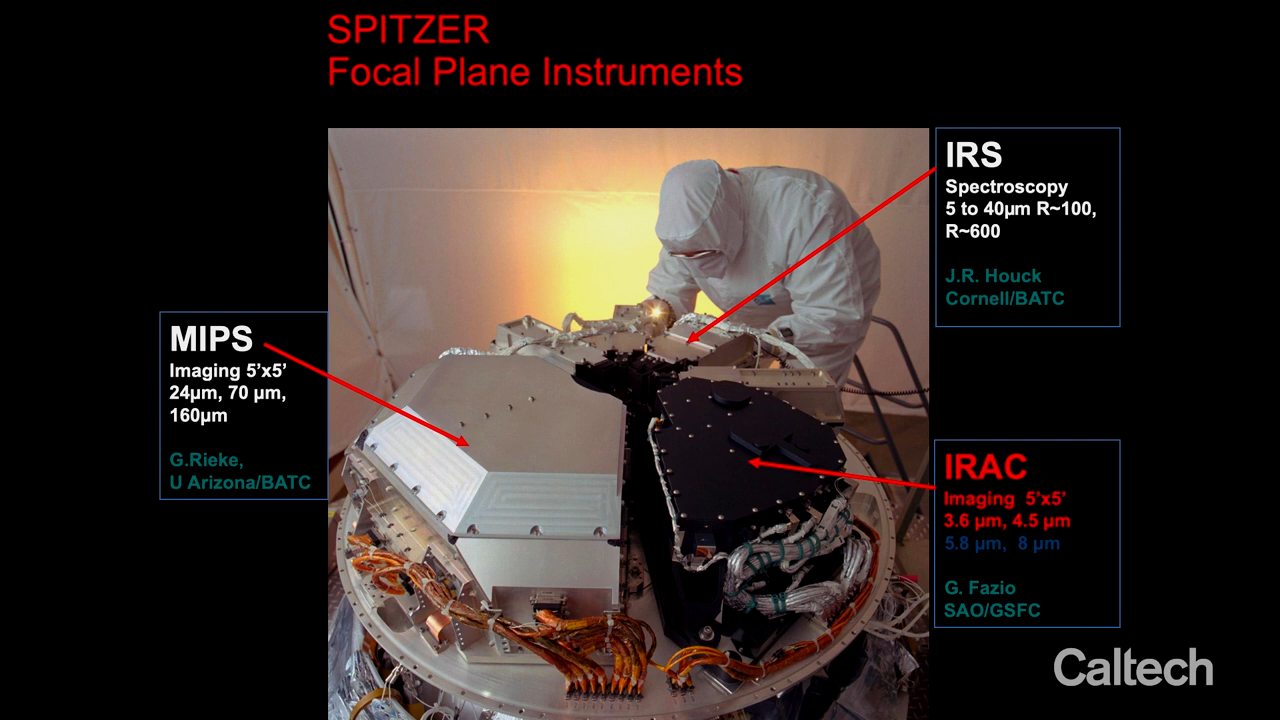 SPITZER
Focal Plane Instruments
IRS
Spectroscopy
5 to 40µm R~100,
R~600
J.R. Houck
Cornell/BATC
MIPS
Imaging 5’x5’
24µm, 70 µm,
160µm
G.Rieke,
U Arizona/BATC
IRAC
Imaging  5’x5’
3.6 µm, 4.5 µm
5.8 µm,  8 µm
G. Fazio
SAO/GSFC
Caltech